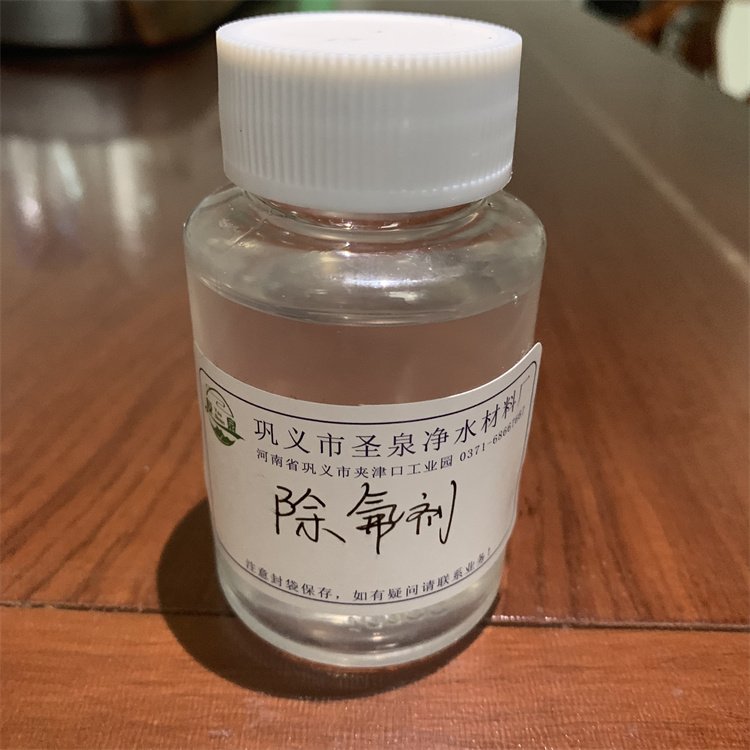 巩义市圣泉净水材料厂
河南省巩义市夹津口工业园 0371-68667667
除氟剂
注意封袋保存，如有疑问请联系业务！